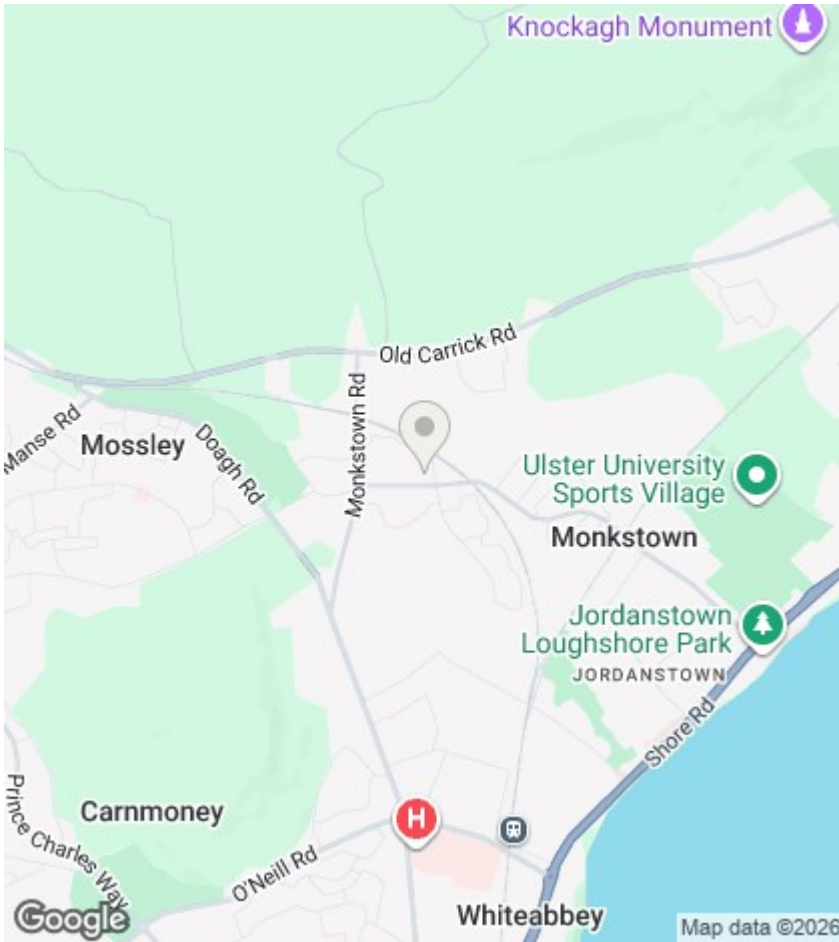 Knockagh Monument
Old Carrick Rd
Monkstown Rd
Manse Rd
Mossley
Doagh Rd
Ulster University
Sports Village
Monkstown
Jordanstown
Loughshore Park
JORDANSTOWN
Shore Rd
Prince Charles Way
Carnmoney
H
O'Neill Rd
Whiteabbey
Google
Map data ©2026